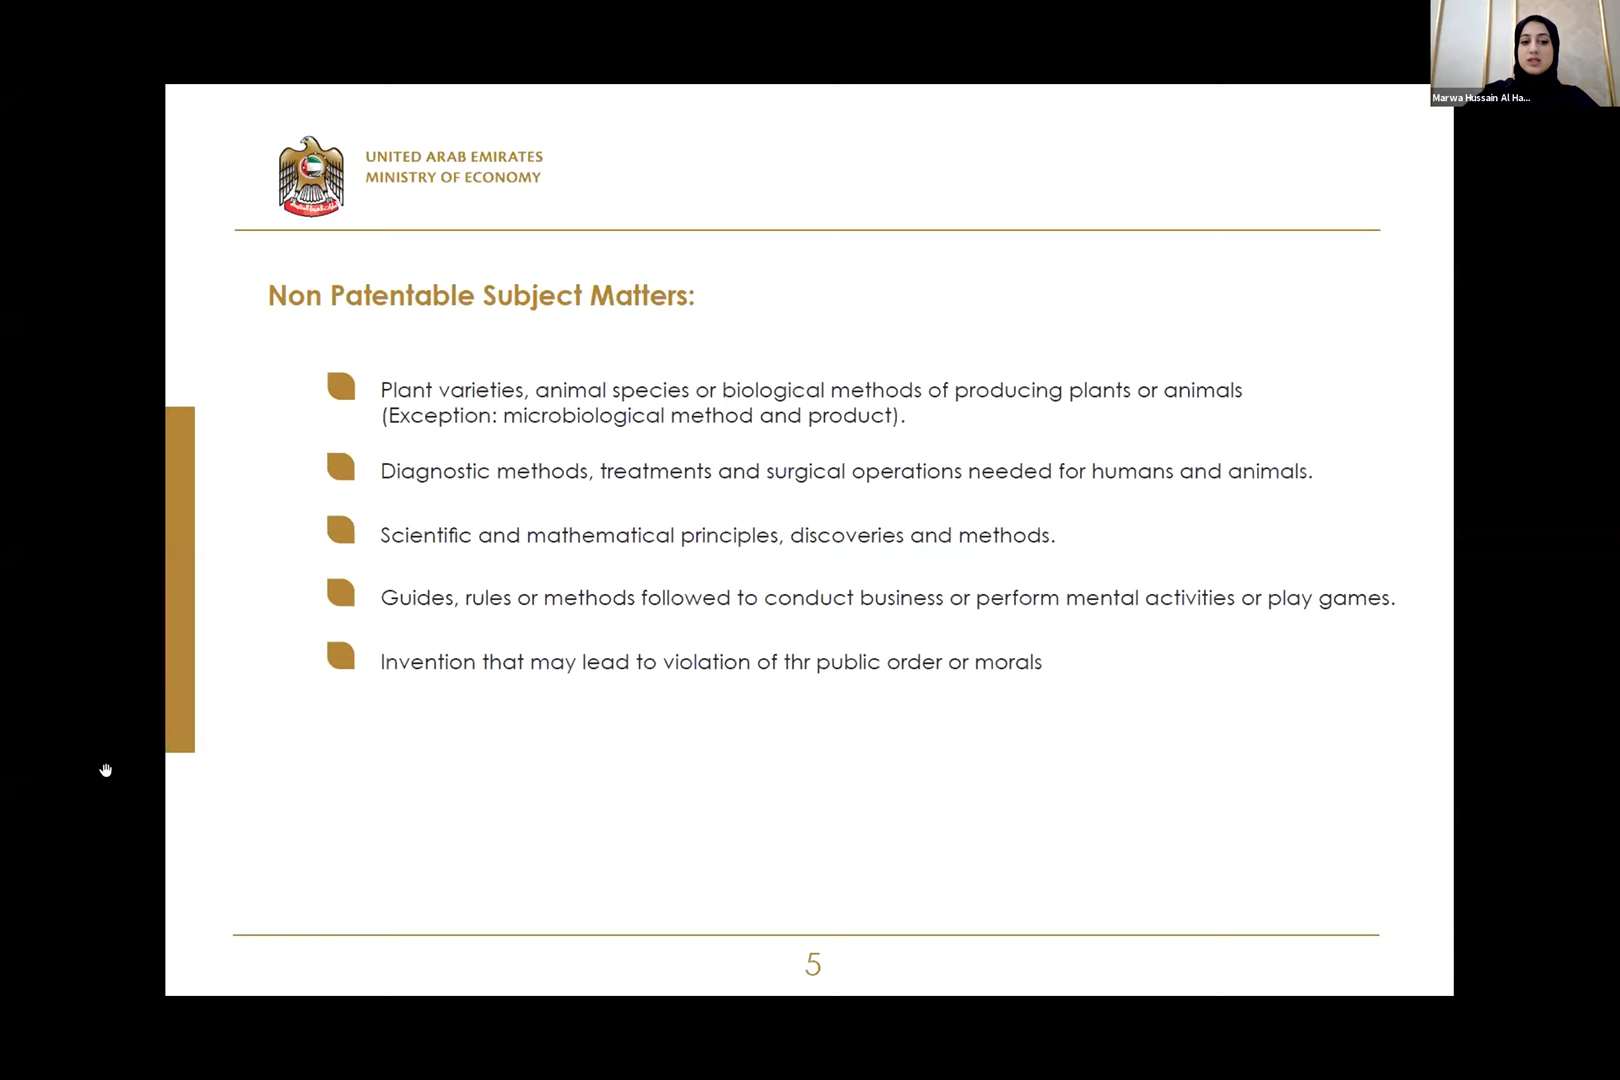 Marwa Hussain Al Ha...
UNITED ARAB EMIRATES
MINISTRY OF ECONOMY
Non Patentable Subject Matters:
Plant varieties, animal species or biological methods of producing plants or animals
(Exception: microbiological method and product).
Diagnostic methods, treatments and surgical operations needed for humans and animals.
Scientific and mathematical principles, discoveries and methods.
Guides, rules or methods followed to conduct business or perform mental activities or play games.
Invention that may lead to violation of thr public order or morals
5